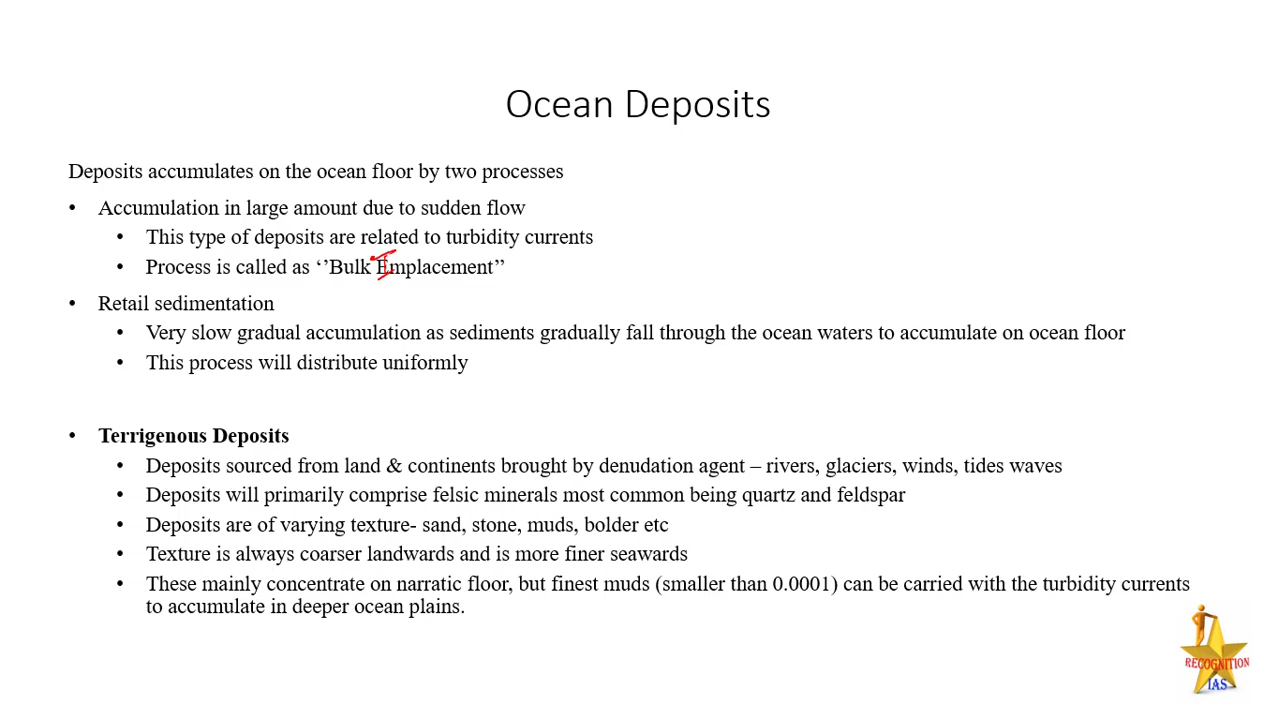 Ocean Deposits
Deposits accumulates on the ocean floor by two processes
• Accumulation in large amount due to sudden flow
• This type of deposits are related to turbidity currents
• Process is called as ‘’Bulk Emplacement”
• Retail sedimentation
• Very slow gradual accumulation as sediments gradually fall through the ocean waters to accumulate on ocean floor
• This process will distribute uniformly
• Terrigenous Deposits
• Deposits sourced from land & continents brought by denudation agent – rivers, glaciers, winds, tides waves
• Deposits will primarily comprise felsic minerals most common being quartz and feldspar
• Deposits are of varying texture- sand, stone, muds, bolder etc
• Texture is always coarser landwards and is more finer seawards
• These mainly concentrate on narratic floor, but finest muds (smaller than 0.0001) can be carried with the turbidity currents
to accumulate in deeper ocean plains.
RECOGNITION
IAS